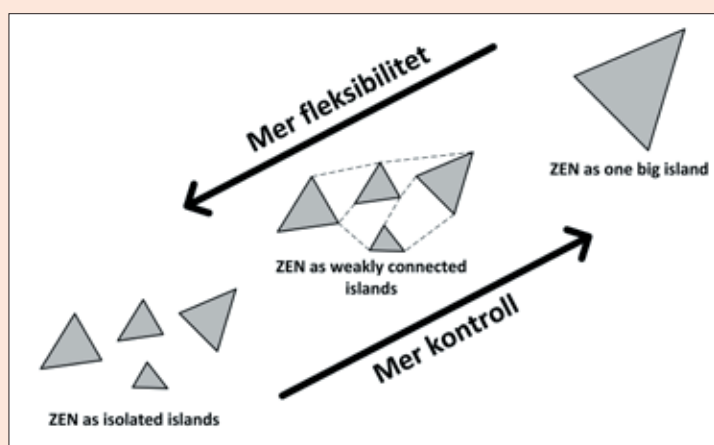 Mer fleksibilitet
ZEN as one big island
ZEN as weakly connected
islands
Mer kontroll
ZEN as isolated islands